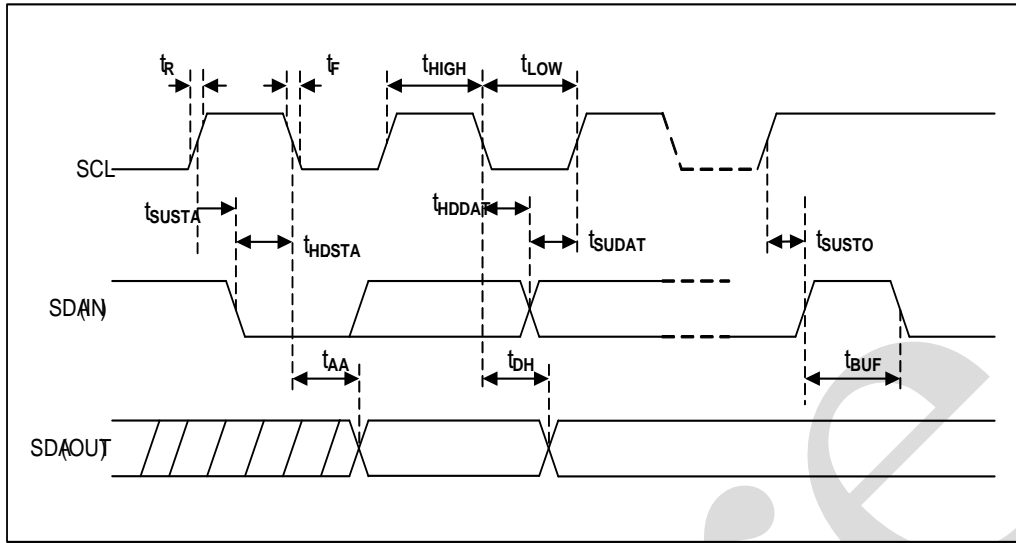 tR tF tHIGH tLOW
SCL
tSUSTA tHDSTA tHDDAT tSUDAT tSUSTO
SDA(IN)
tAA tDH tBUF
SDA(OUT)
.e